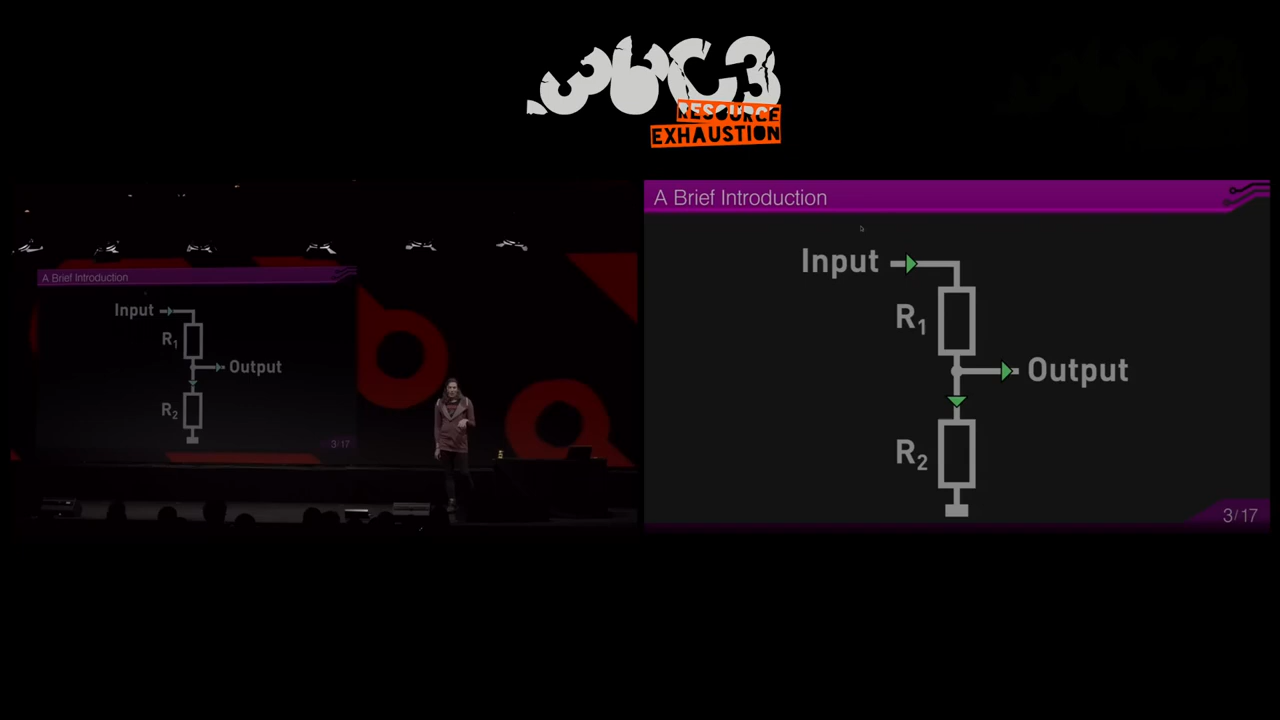 36C3
RESOURCE
EXHAUSTION
A Brief Introduction
Input
R1
Output
R2
3/17
A Brief Introduction
Input
R₁
Output
R₂
3/17